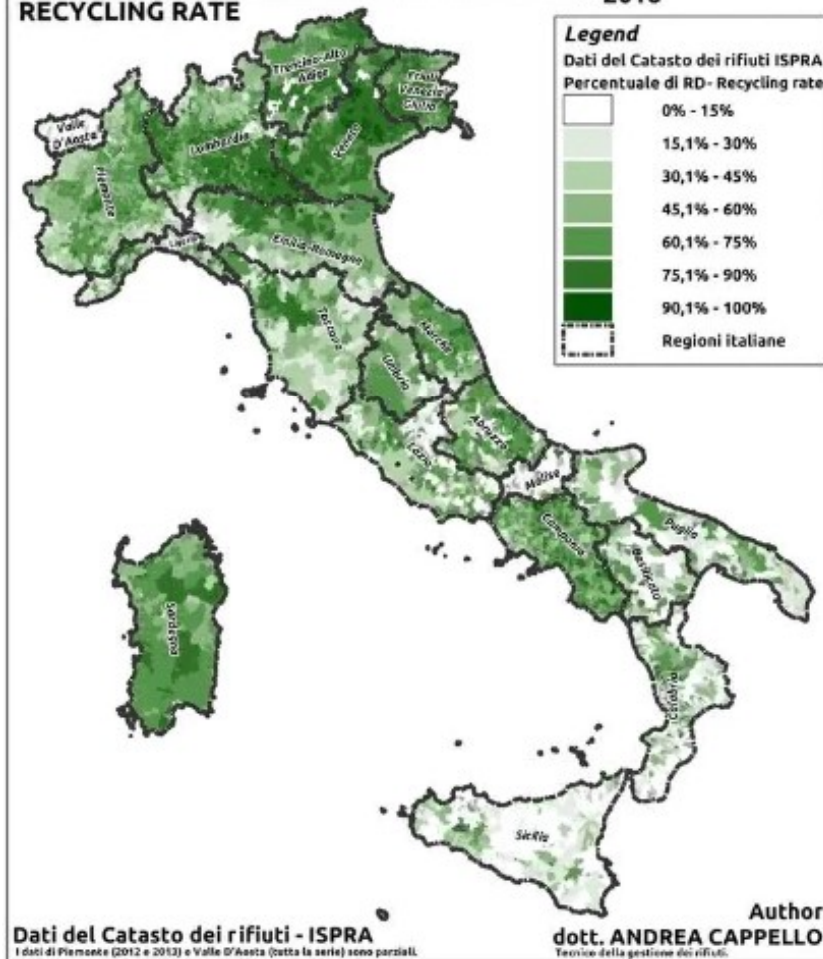 RECYCLING RATE
Legend
Dati del Catasto dei rifiuti ISPRA
Percentuale di RD- Recycling rate
0% - 15%
15,1% - 30%
30,1% - 45%
45,1% - 60%
60,1% - 75%
75,1% - 90%
90,1% - 100%
Regioni italiane
Trentino-Alto
Adige
Friuli
Venezia
Giulia
Valle
D'Aosta
Lombardia
Veneto
Piemonte
Liguria
Emilia-Romagna
Toscana
Marche
Umbria
Lazio
Abruzzo
Molise
Campania
Puglia
Basilicata
Sardegna
Calabria
Sicilia
Dati del Catasto dei rifiuti - ISPRA
I dati di Piemonte (2012 e 2013) e Valle D'Aosta (tutta la serie) sono parziali.
Author
dott. ANDREA CAPPELLO
Tecnico della gestione dei rifiuti.